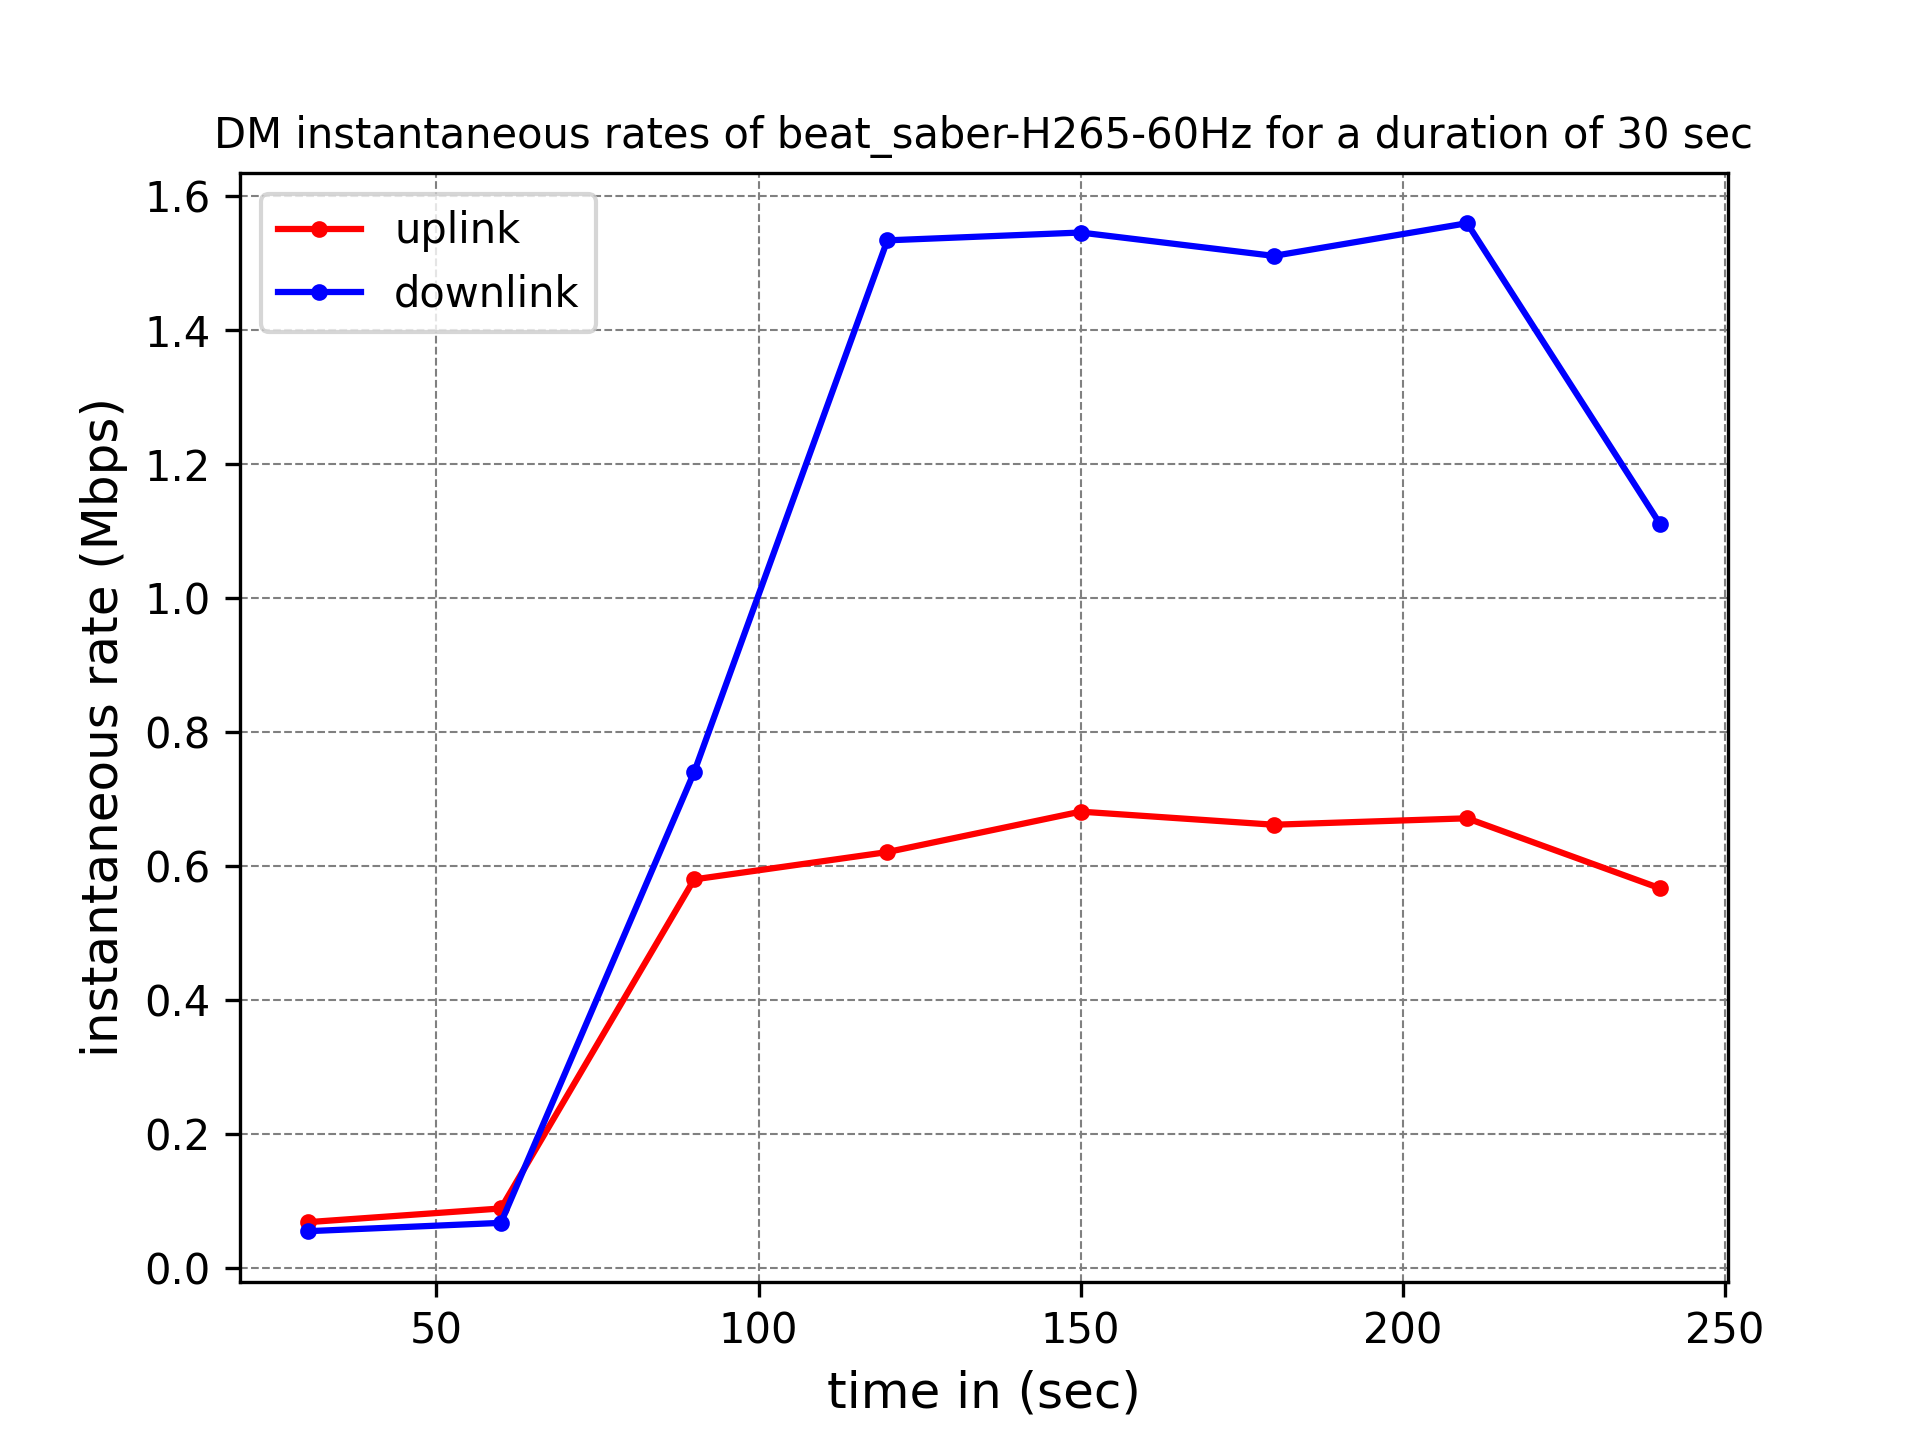 DM instantaneous rates of beat_saber-H265-60Hz for a duration of 30 sec
uplink
downlink
instantaneous rate (Mbps)
1.6
1.4
1.2
1.0
0.8
0.6
0.4
0.2
0.0
50 100 150 200 250
time in (sec)